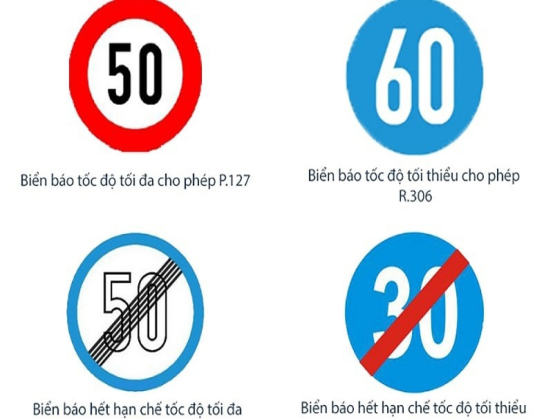 50
60
Biển báo tốc độ tối đa cho phép P.127
Biển báo tốc độ tối thiểu cho phép
R.306
50
30
Biển báo hết hạn chế tốc độ tối đa
Biển báo hết hạn chế tốc độ tối thiểu